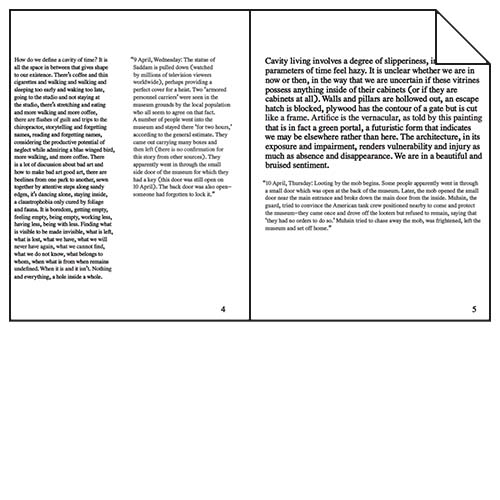 How do we define a cavity of time? It is
all the space in between that gives shape
to our existence. There's coffee and thin
cigarettes and walking and walking and
sleeping too early and waking too late,
going to the studio and not staying at
the studio, there's stretching and eating
and more walking and more coffee,
there are flashes of guilt and trips to the
chiropractor, storytelling and forgetting
names, reading and forgetting names,
considering the productive potential of
neglect while admiring a blue winged bird,
more walking, and more coffee. There
is a lot of discussion about bad art and
how to make bad art good art, there are
beelines from one park to another, sewn
together by attentive steps along sandy
edges, it's dancing alone, staying inside,
a claustrophobia only cured by foliage
and fauna. It is boredom, getting empty,
feeling empty, being empty, working less,
having less, being with less. Finding what
is visible to be made invisible, what is left,
what is lost, what we have, what we will
never have again, what we cannot find,
what we do not know, what belongs to
whom, when what is from when remains
undefined. When it is and it isn't. Nothing
and everything, a hole inside a whole.
"9 April, Wednesday: The status of
Saddam is pulled down (watched
by millions of television viewers
worldwide), perhaps providing a
perfect cover for a heist. Two 'armored
personnel carriers' were seen in the
museum grounds by the local population
who all seem to agree on that fact.
A number of people went into the
museum and stayed there 'for two hours,'
according to the general estimate. They
came out carrying many boxes and
then left (there is no confirmation for
this story from other sources). They
apparently went in through the small
side door of the museum for which they
had a key (this door was still open on
10 April). The back door was also open–
someone had forgotten to lock it."
4
Cavity living involves a degree of slipperiness, i
parameters of time feel hazy. It is unclear whether we are in
now or then, in the way that we are uncertain if these vitrines
possess anything inside of their cabinets (or if they are
cabinets at all). Walls and pillars are hollowed out, an escape
hatch is blocked, plywood has the contour of a gate but is cut
like a frame. Artifice is the vernacular, as told by this painting
that is in fact a green portal, a futuristic form that indicates
we may be elsewhere rather than here. The architecture, in its
exposure and impairment, renders vulnerability and injury as
much as absence and disappearance. We are in a beautiful and
bruised sentiment.
"10 April, Thursday: Looting by the mob begins. Some people apparently went in through
a small window which was open at the back of the museum. Later, the mob opened the small
door near the main entrance and broke down the main door from the inside. Muhsin, the
guard, tried to convince the American tank crew positioned nearby to come and protect
the museum–they came once and drove off the looters but refused to remain, saying that
'they had no orders to do so.' Muhsin tried to chase away the mob, was frightened, left the
museum and set off home."
5